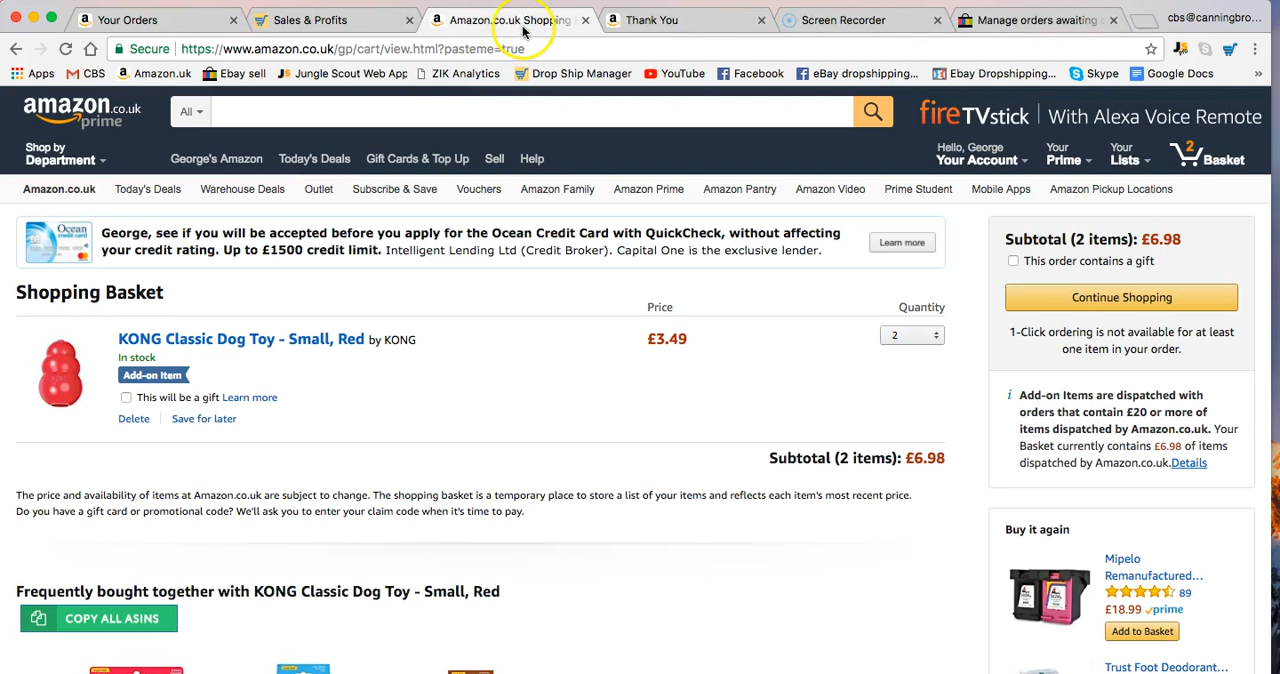 Your Orders
Sales & Profits
Amazon.co.uk Shopping
Thank You
Screen Recorder
Manage orders awaiting
cbs@canningbro...
Secure https://www.amazon.co.uk/gp/cart/view.html?pasteme=true
Apps
CBS
Amazon.uk
Ebay sell
Jungle Scout Web App
ZIK Analytics
Drop Ship Manager
YouTube
Facebook
eBay dropshipping...
Ebay Dropshipping...
Skype
Google Docs
»
amazon.co.uk
prime
All
fireTVstick | With Alexa Voice Remote
Shop by
Department
George's Amazon
Today's Deals
Gift Cards & Top Up
Sell
Help
Hello, George
Your Account
Your
Prime
Your
Lists
2
Basket
Amazon.co.uk
Today's Deals
Warehouse Deals
Outlet
Subscribe & Save
Vouchers
Amazon Family
Amazon Prime
Amazon Pantry
Amazon Video
Prime Student
Mobile Apps
Amazon Pickup Locations
Ocean
credit card
George, see if you will be accepted before you apply for the Ocean Credit Card with QuickCheck, without affecting
your credit rating. Up to £1500 credit limit. Intelligent Lending Ltd (Credit Broker). Capital One is the exclusive lender.
Learn more
Shopping Basket
Price
Quantity
KONG Classic Dog Toy - Small, Red by KONG
£3.49
2
In stock
Add-on Item
This will be a gift Learn more
Delete
Save for later
Subtotal (2 items): £6.98
The price and availability of items at Amazon.co.uk are subject to change. The shopping basket is a temporary place to store a list of your items and reflects each item's most recent price.
Do you have a gift card or promotional code? We'll ask you to enter your claim code when it's time to pay.
Frequently bought together with KONG Classic Dog Toy - Small, Red
COPY ALL ASINS
Subtotal (2 items): £6.98
This order contains a gift
Continue Shopping
1-Click ordering is not available for at least
one item in your order.
i Add-on Items are dispatched with
orders that contain £20 or more of
items dispatched by Amazon.co.uk. Your
Basket currently contains £6.98 of items
dispatched by Amazon.co.uk.Details
Buy it again
Mipelo
Remanufactured...
89
£18.99 prime
Add to Basket
Trust Foot Deodorant...